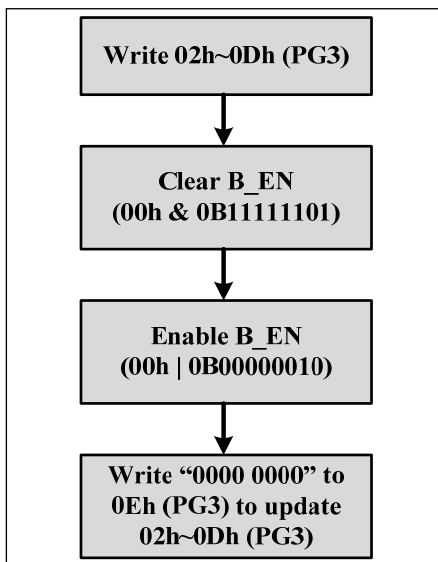 Write 02h~0Dh (PG3)
Clear B_EN
(00h & 0B11111101)
Enable B_EN
(00h | 0B00000010)
Write “0000 0000” to
0Eh (PG3) to update
02h~0Dh (PG3)